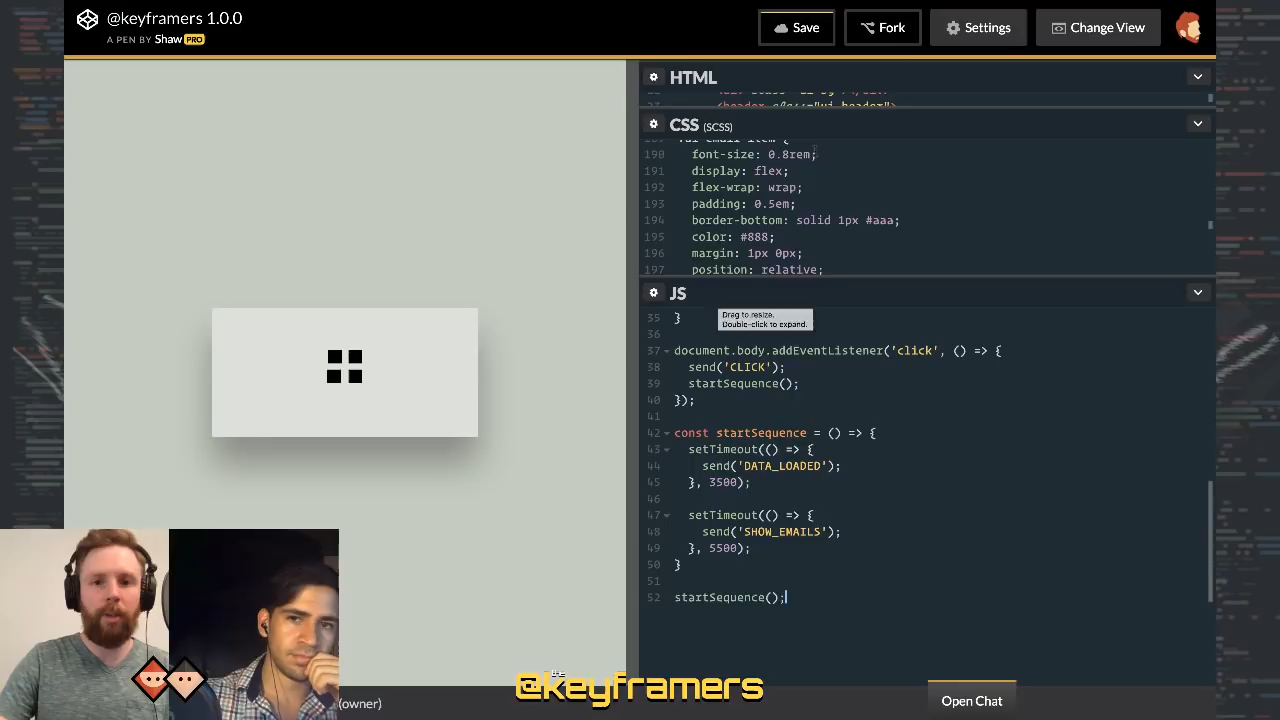 @keyframers 1.0.0
A PEN BY Shaw PRO
Save
Fork
Settings
Change View
HTML
<header class="ui-header">
CSS (SCSS)
190 font-size: 0.8rem;
191 display: flex;
192 flex-wrap: wrap;
193 padding: 0.5em;
194 border-bottom: solid 1px #aaa;
195 color: #888;
196 margin: 1px 0px;
197 position: relative;
JS
35 }
Drag to resize.
Double-click to expand.
36
37 document.body.addEventListener('click', () => {
38 send('CLICK');
39 startSequence();
40 });
41
42 const startSequence = () => {
43 setTimeout(() => {
44 send('DATA_LOADED');
45 }, 3500);
46
47 setTimeout(() => {
48 send('SHOW_EMAILS');
49 }, 5500);
50 }
51
52 startSequence();
the
@keyframers
(owner)
Open Chat